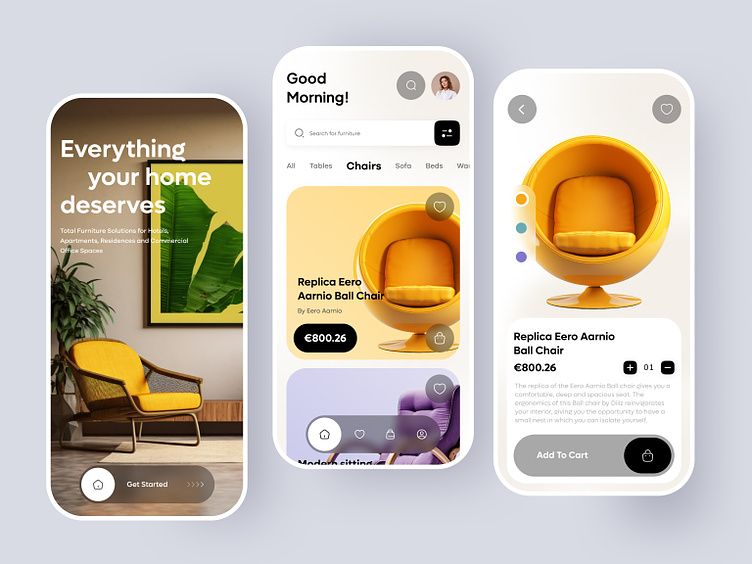 Everything
your home
deserves
Total Furniture Solutions for Hotels,
Apartments, Residences and Commercial
Office Spaces
Get Started
Good
Morning!
Search for furniture
All Tables Chairs Sofa Beds Wa
Replica Eero
Aarnio Ball Chair
By Eero Aarnio
€800.26
Modern sitting
Replica Eero Aarnio
Ball Chair
€800.26
01
The replica of the Eero Aarnio Ball chair gives you a
comfortable, deep and spacious seat. The
ergonomics of this Ball chair by Diiiz reinvigorates
your interior, giving you the opportunity to have a
small nest in which you can isolate yourself.
Add To Cart